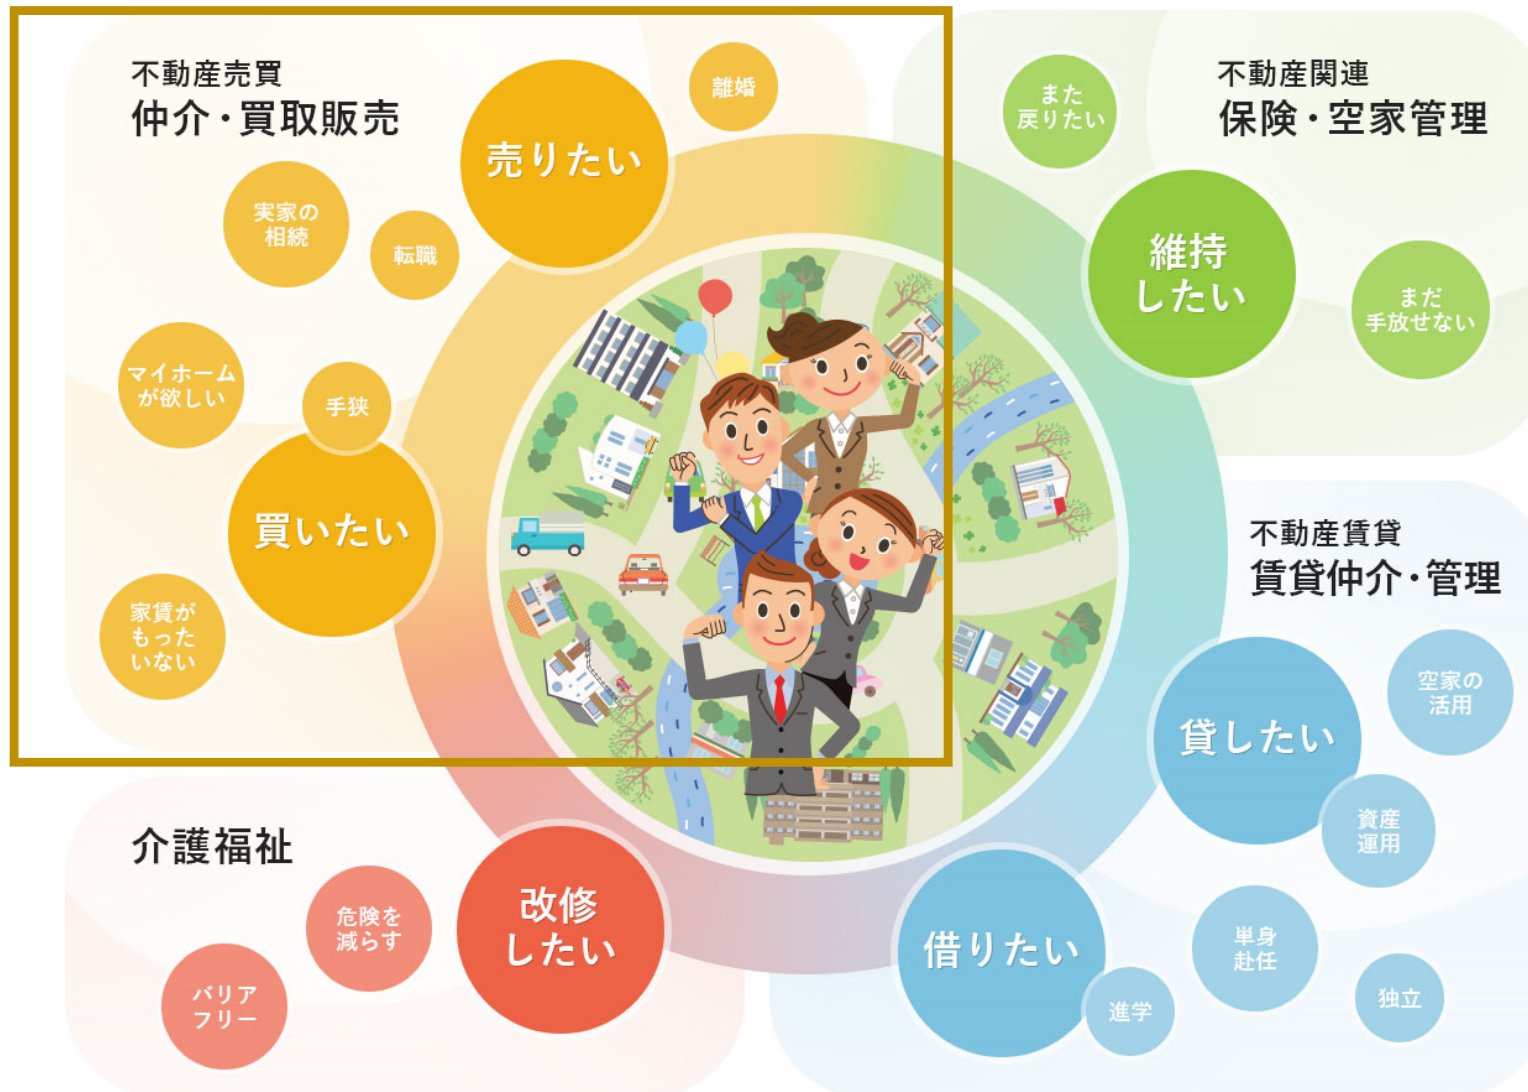 不動産売買
仲介・買取販売
売りたい
離婚
実家の
相続
転職
マイホーム
が欲しい
手狭
買いたい
家賃が
もった
いない
不動産関連
保険・空家管理
また
戻りたい
維持
したい
まだ
手放せない
不動産賃貸
賃貸仲介・管理
貸したい
空家の
活用
資産
運用
借りたい
単身
赴任
進学
独立
介護福祉
改修
したい
危険を
減らす
バリア
フリー